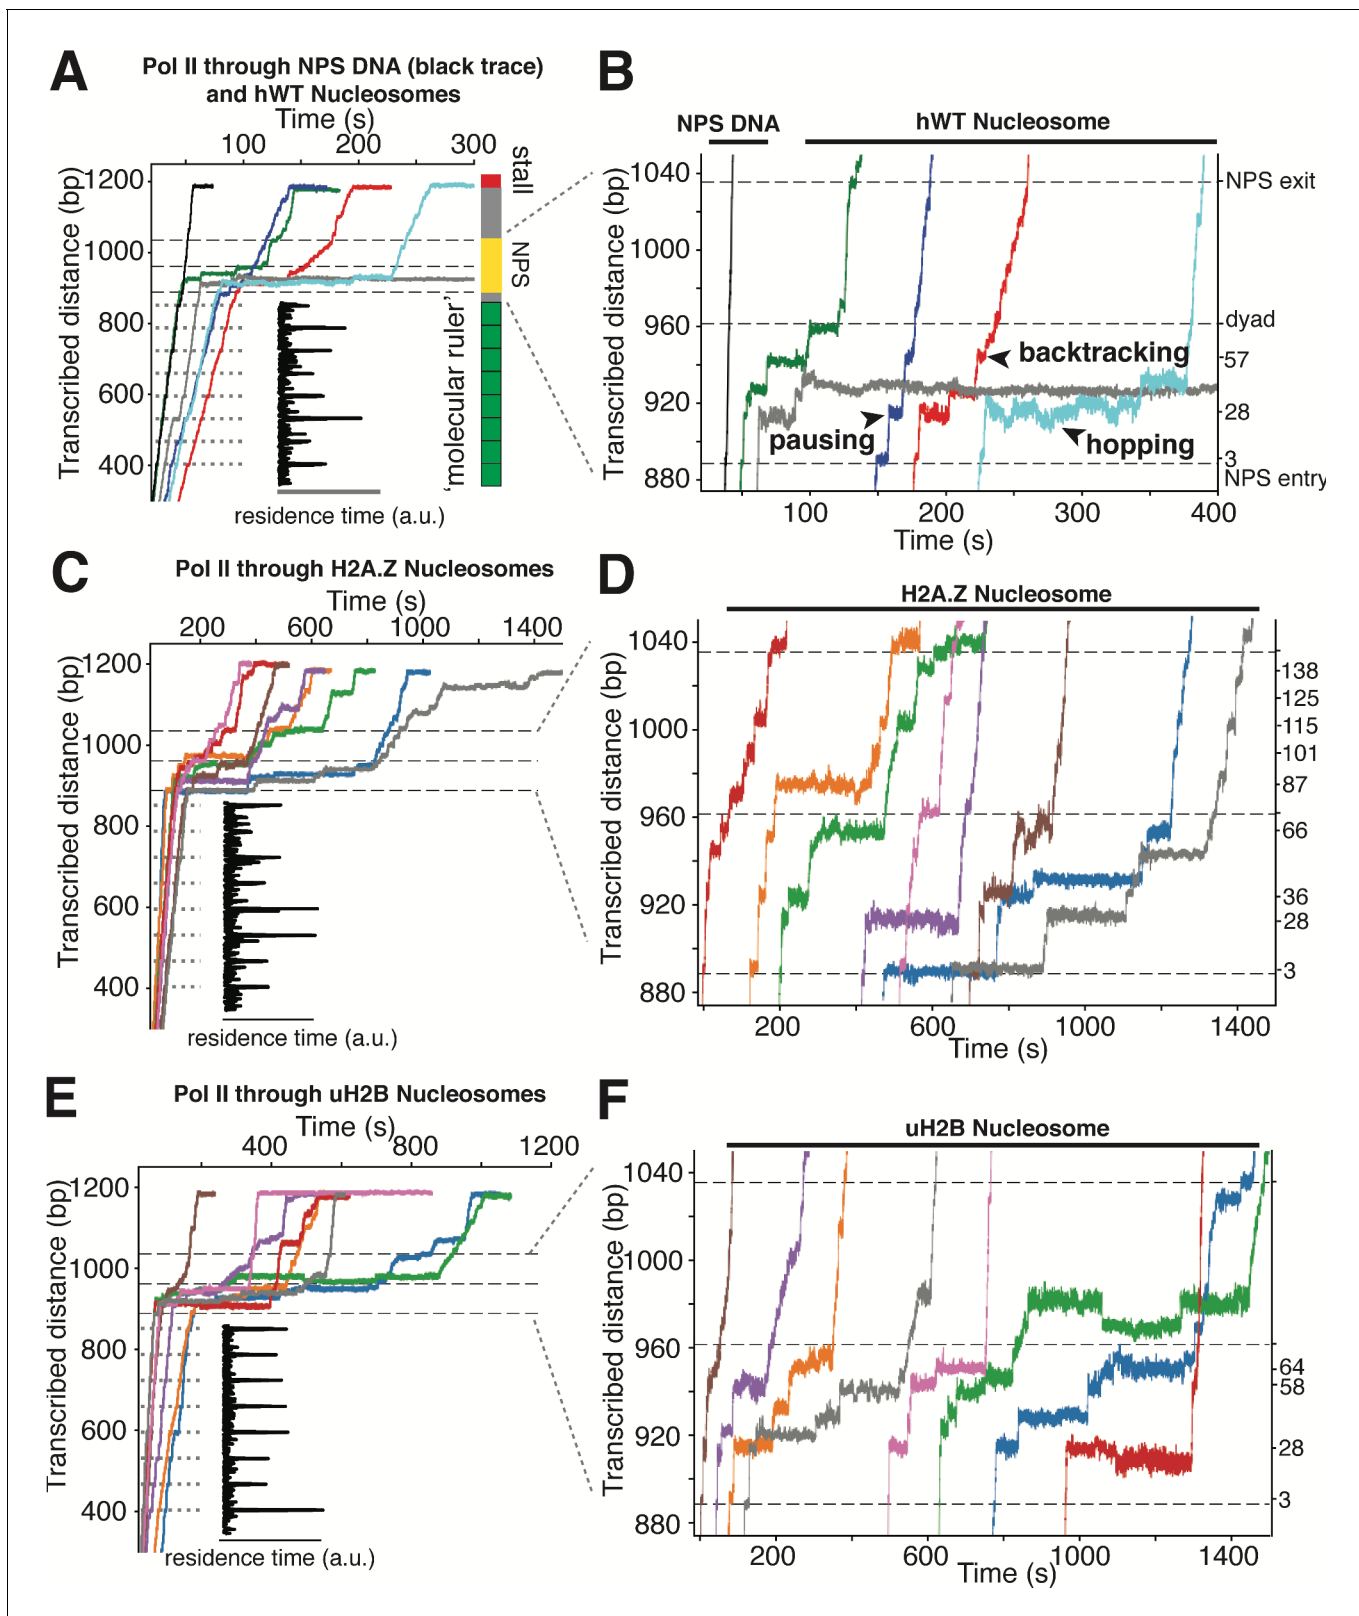 A
Pol II through NPS DNA (black trace)
and hWT Nucleosomes
Time (s)
100 200 300
Transcribed distance (bp)
1200
1000
800
600
400
stall
NPS
'molecular ruler'
residence time (a.u.)
B
NPS DNA
hWT Nucleosome
Transcribed distance (bp)
1040
1000
960
920
880
NPS exit
dyad
57
28
3
NPS entry
backtracking
pausing
hopping
100 200 300 400
Time (s)
C
Pol II through H2A.Z Nucleosomes
Time (s)
200 600 1000 1400
Transcribed distance (bp)
1200
1000
800
600
400
residence time (a.u.)
D
H2A.Z Nucleosome
Transcribed distance (bp)
1040
1000
960
920
880
138
125
115
101
87
66
36
28
3
200 600 1000 1400
Time (s)
E
Pol II through uH2B Nucleosomes
Time (s)
400 800 1200
Transcribed distance (bp)
1200
1000
800
600
400
residence time (a.u.)
F
uH2B Nucleosome
Transcribed distance (bp)
1040
1000
960
920
880
64
58
28
3
200 600 1000 1400
Time (s)